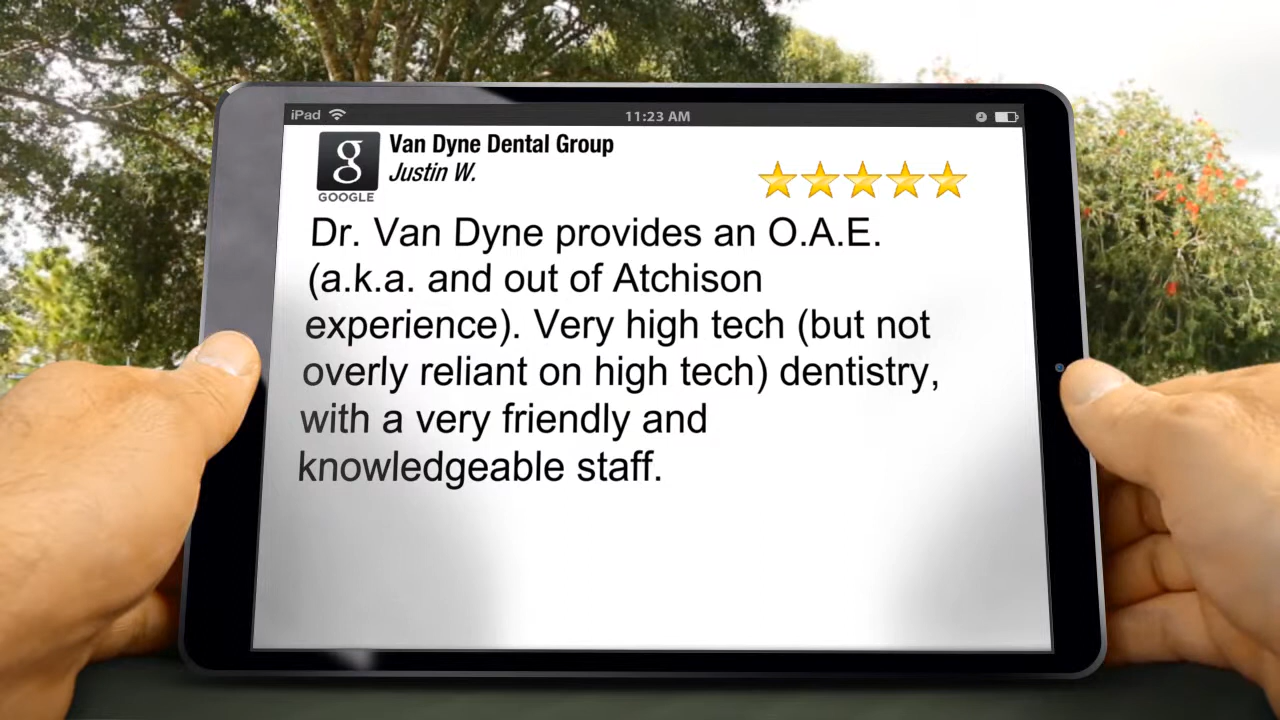 iPad 11:23 AM
g
GOOGLE
Van Dyne Dental Group
Justin W.
Dr. Van Dyne provides an O.A.E.
(a.k.a. and out of Atchison
experience). Very high tech (but not
overly reliant on high tech) dentistry,
with a very friendly and
knowledgeable staff.